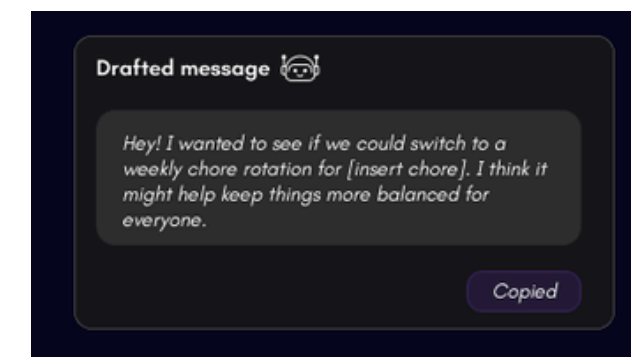 Drafted message
Hey! I wanted to see if we could switch to a
weekly chore rotation for [insert chore]. I think it
might help keep things more balanced for
everyone.
Copied